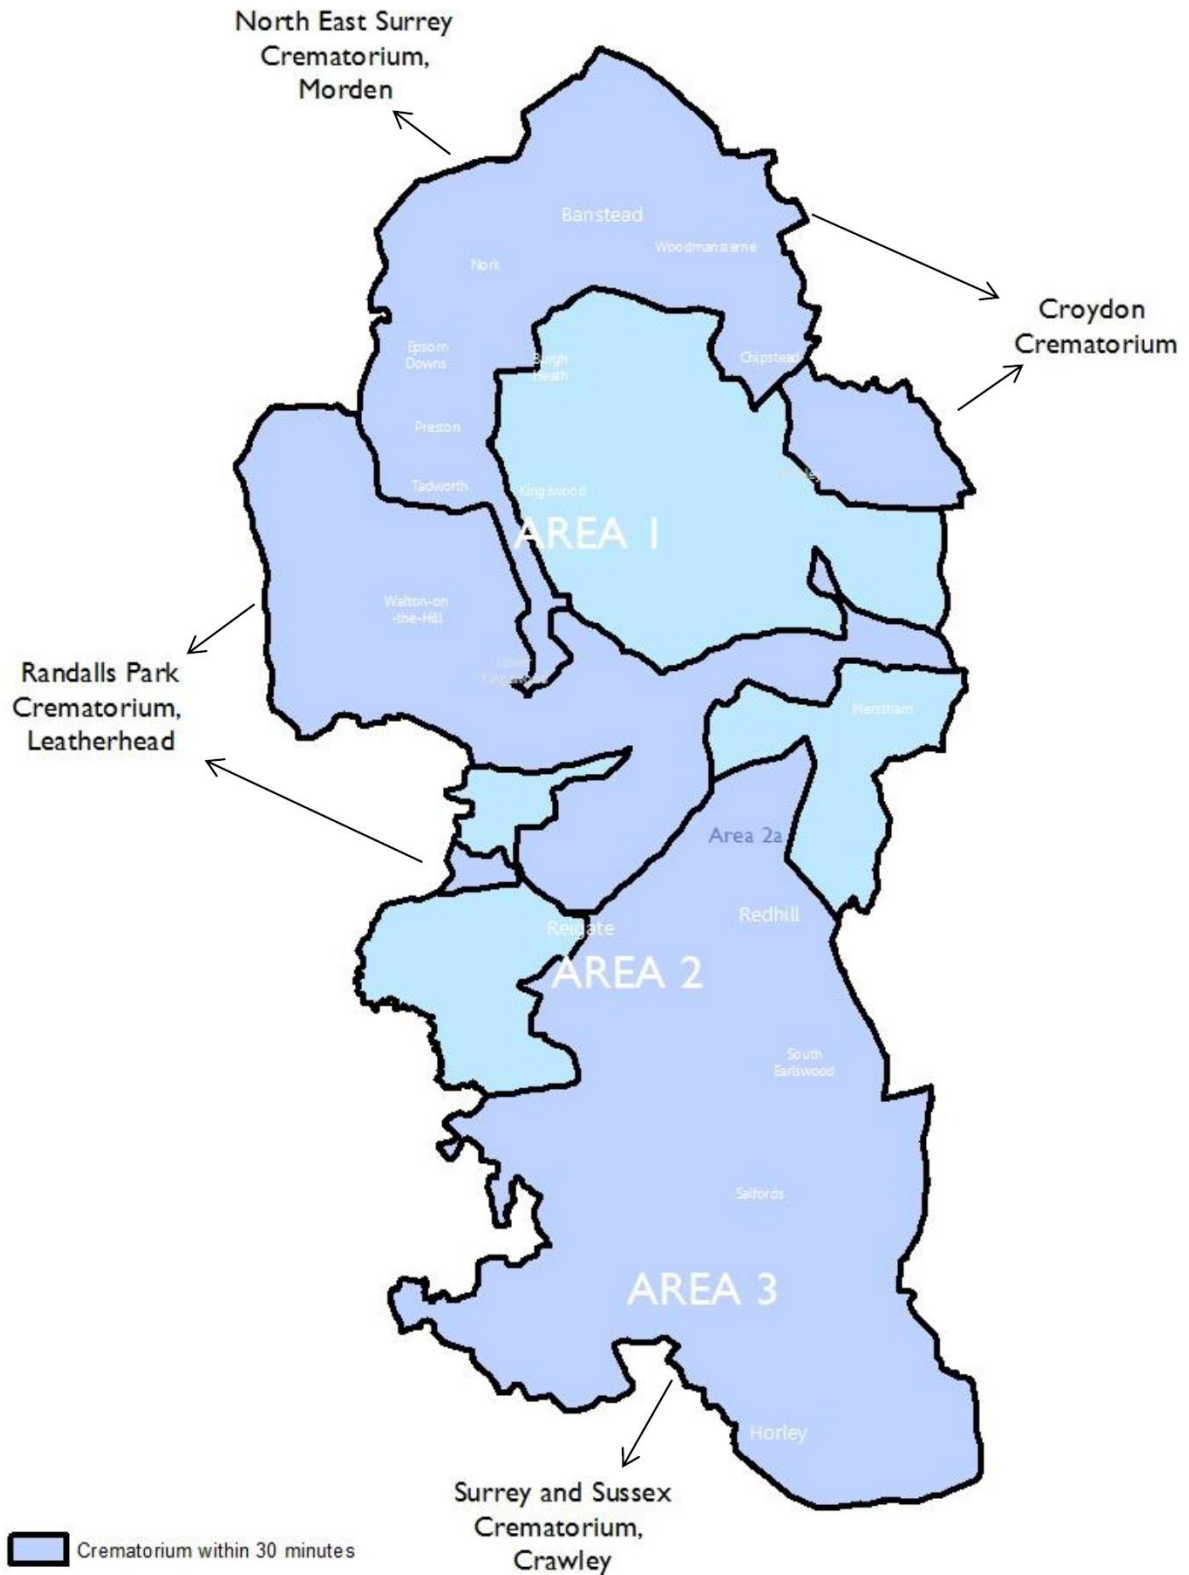 North East Surrey
Crematorium,
Morden
Banstead
Woodmansterne
Nork
Croydon
Crematorium
Epsom
Downs
Burgh
Heath
Chipstead
Preston
Tadworth
Kingswood
AREA 1
Walton-on
-the-Hill
Lower
Kingswood
Randalls Park
Crematorium,
Leatherhead
Merstham
Area 2a
Redhill
Reigate
AREA 2
South
Earlswood
Salfords
AREA 3
Horley
Surrey and Sussex
Crematorium,
Crawley
Crematorium within 30 minutes